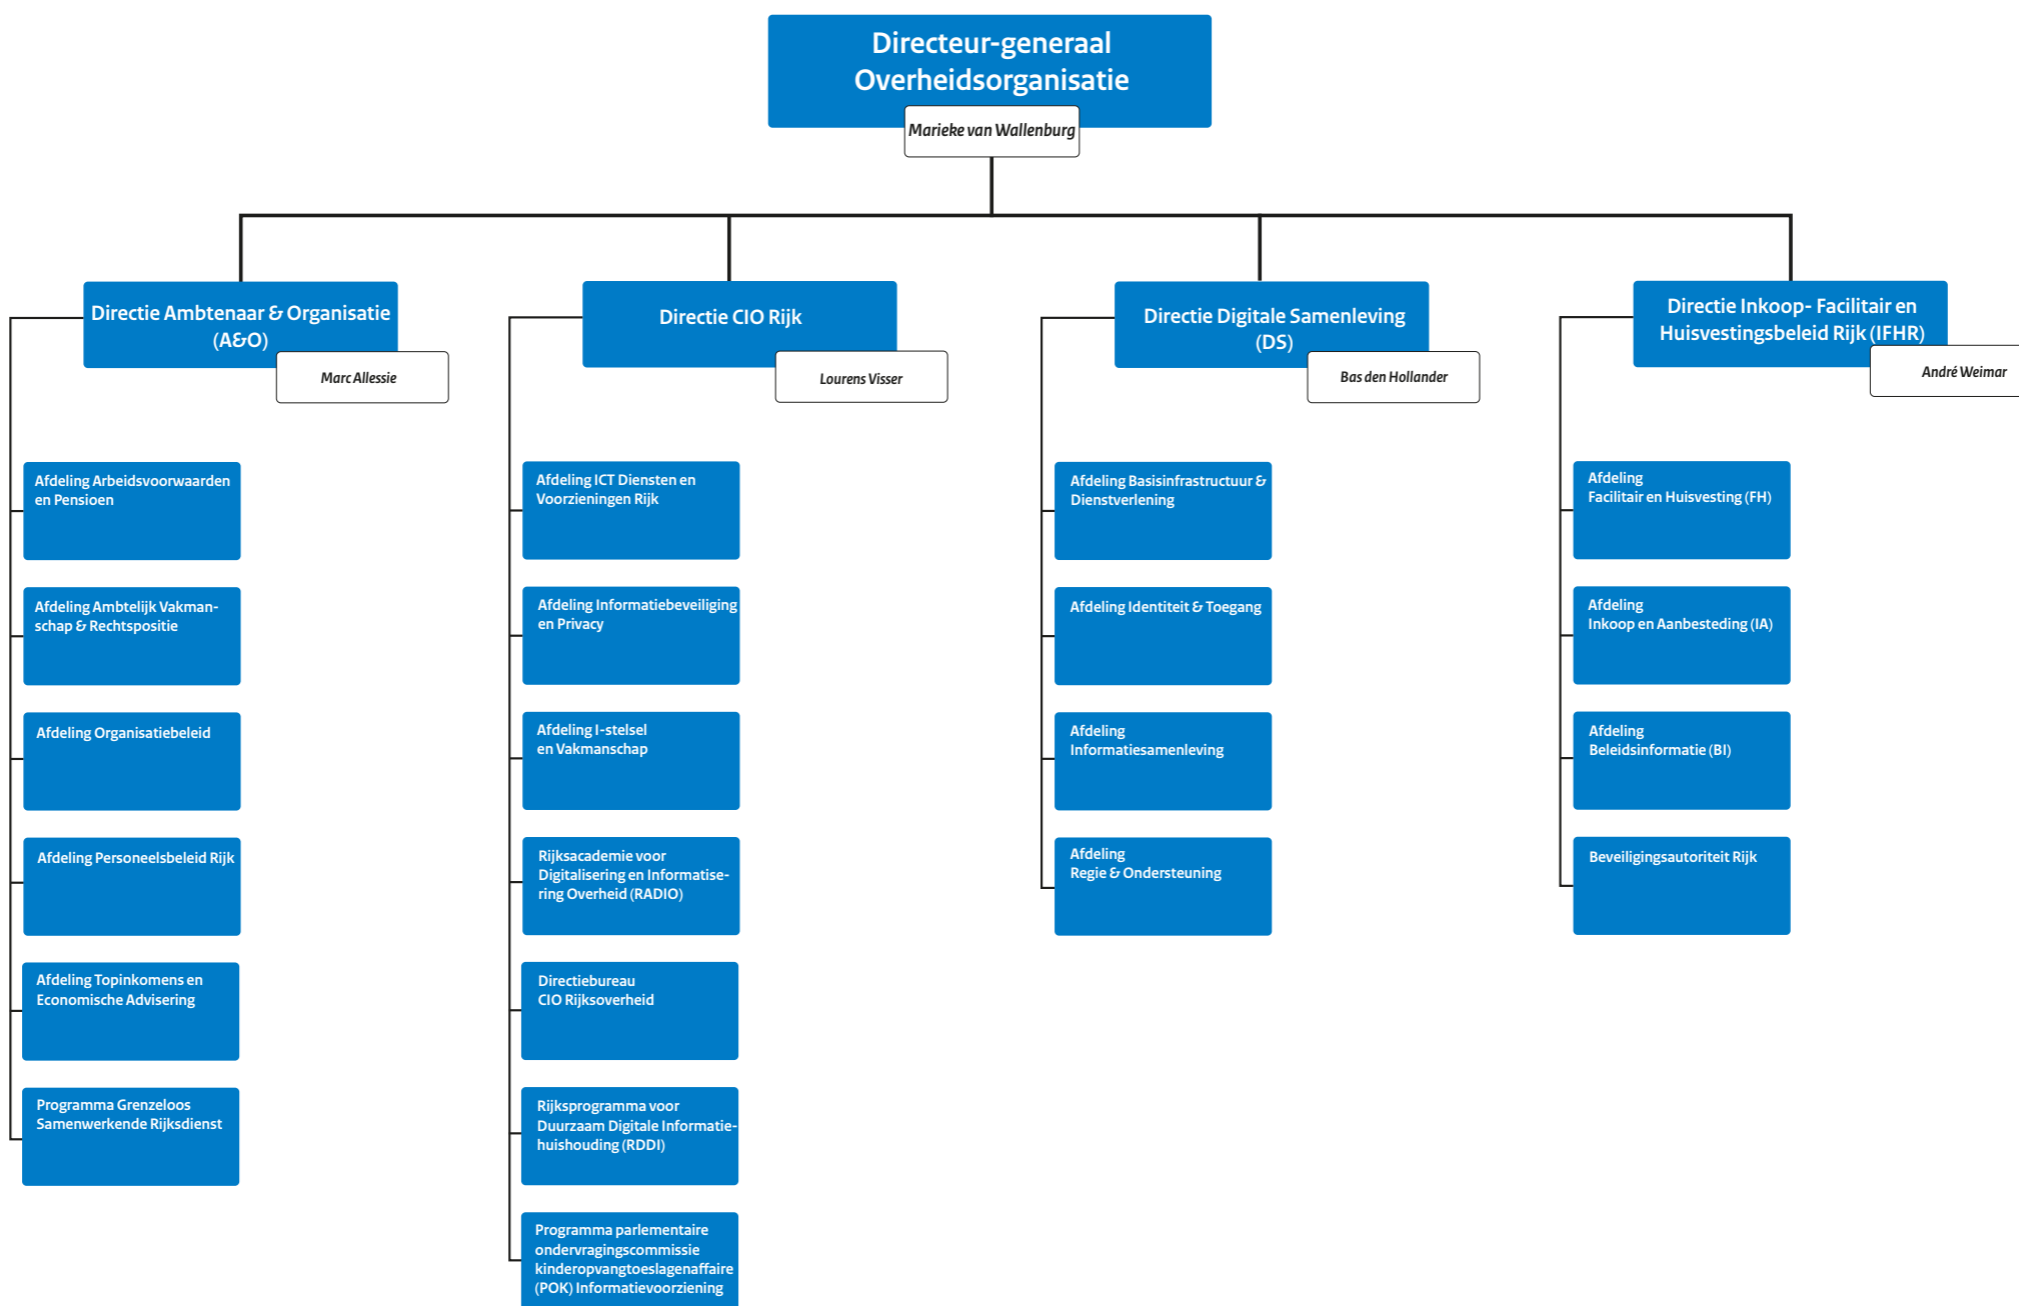 Directeur-generaal
Overheidsorganisatie
Marieke van Wallenburg
Directie Ambtenaar & Organisatie
(A&O)
Marc Allessie
Afdeling Arbeidsvoorwaarden
en Pensioen
Afdeling Ambtelijk Vakman-
schap & Rechtspositie
Afdeling Organisatiebeleid
Afdeling Personeelsbeleid Rijk
Afdeling Topinkomens en
Economische Advisering
Programma Grenzeloos
Samenwerkende Rijksdienst
Directie CIO Rijk
Lourens Visser
Afdeling ICT Diensten en
Voorzieningen Rijk
Afdeling Informatiebeveiliging
en Privacy
Afdeling I-stelsel
en Vakmanschap
Rijksacademie voor
Digitalisering en Informatise-
ring Overheid (RADIO)
Directiebureau
CIO Rijksoverheid
Rijksprogramma voor
Duurzaam Digitale Informatie-
huishouding (RDDI)
Programma parlementaire
ondervragingscommissie
kinderopvangtoeslagenaffaire
(POK) Informatievoorziening
Directie Digitale Samenleving
(DS)
Bas den Hollander
Afdeling Basisinfrastructuur &
Dienstverlening
Afdeling Identiteit & Toegang
Afdeling
Informatiesamenleving
Afdeling
Regie & Ondersteuning
Directie Inkoop- Facilitair en
Huisvestingsbeleid Rijk (IFHR)
André Weimar
Afdeling
Facilitair en Huisvesting (FH)
Afdeling
Inkoop en Aanbesteding (IA)
Afdeling
Beleidsinformatie (BI)
Beveiligingsautoriteit Rijk